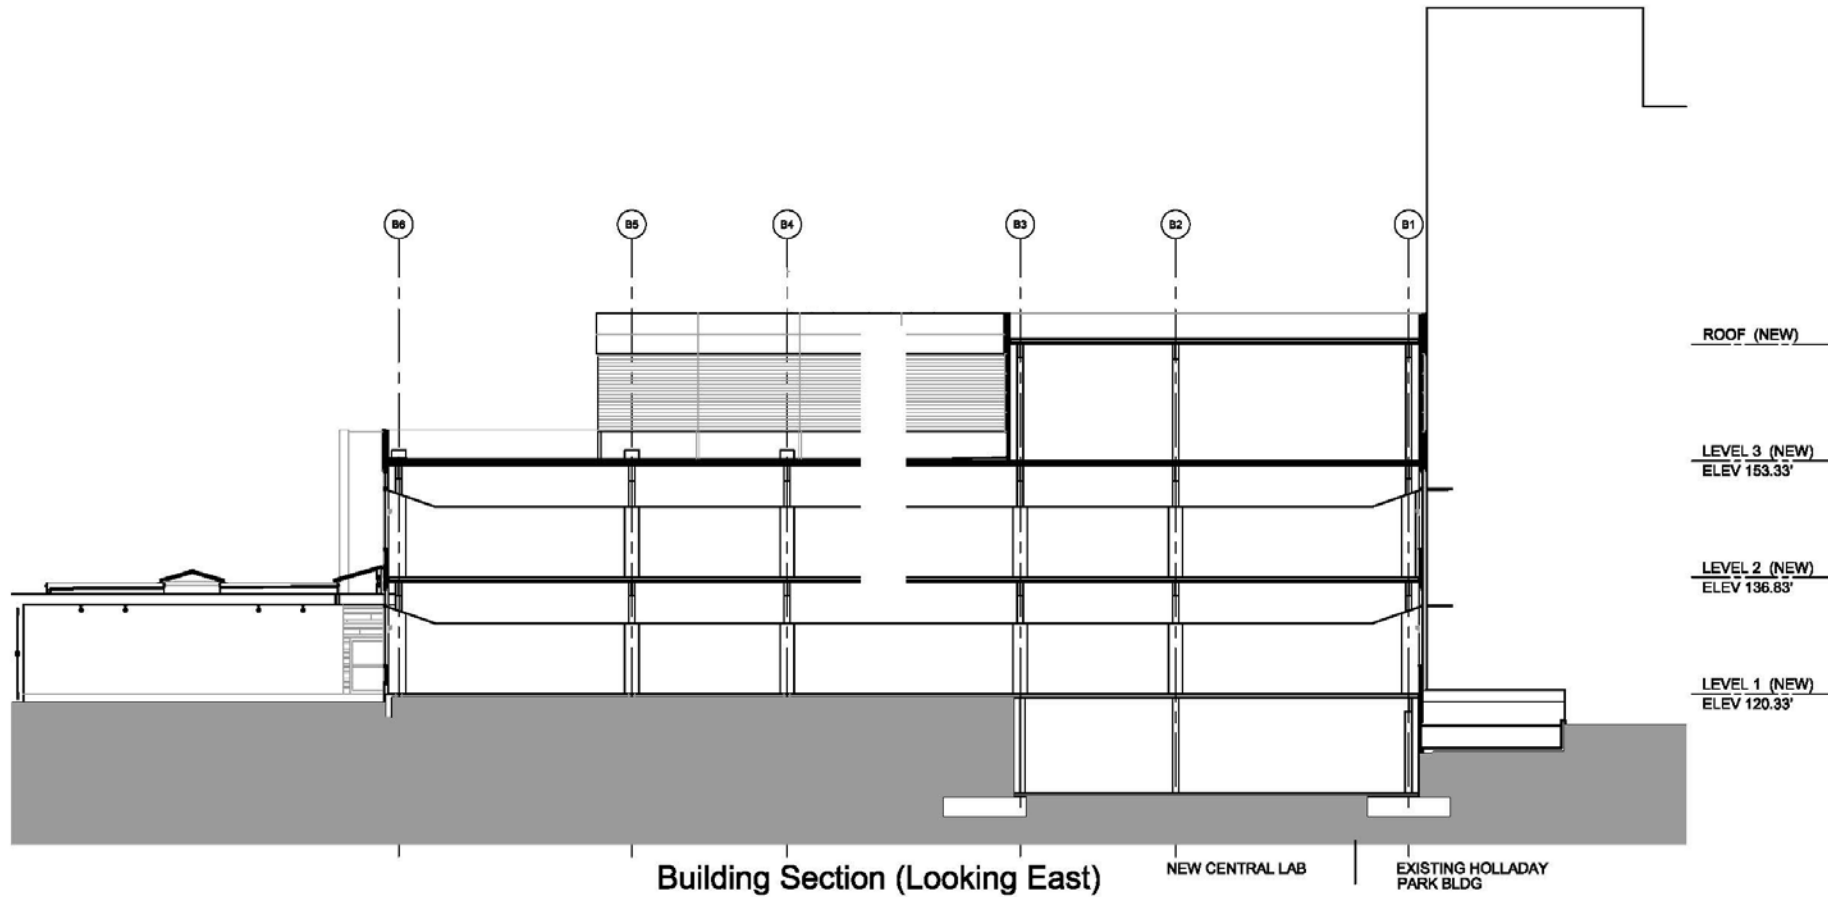 B6 B5 B4 B3 B2 B1
ROOF (NEW)
LEVEL 3 (NEW)
ELEV 153.33'
LEVEL 2 (NEW)
ELEV 136.83'
LEVEL 1 (NEW)
ELEV 120.33'
Building Section (Looking East)
NEW CENTRAL LAB
EXISTING HOLLADAY
PARK BLDG